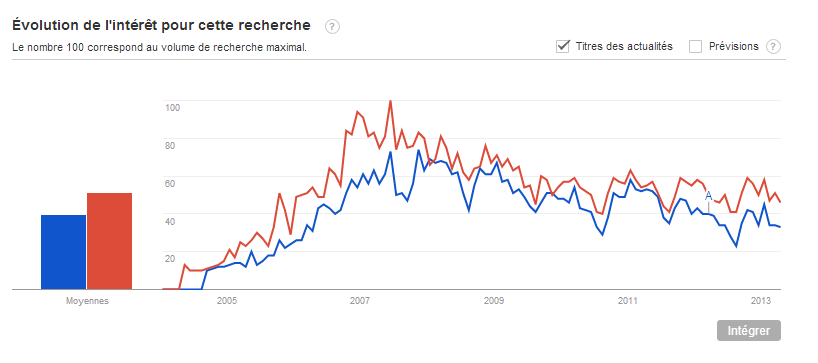 Évolution de l'intérêt pour cette recherche ?
Le nombre 100 correspond au volume de recherche maximal.
Titres des actualités Prévisions ?
100
80
60
40
20
A
Moyennes 2005 2007 2009 2011 2013
Intégrer